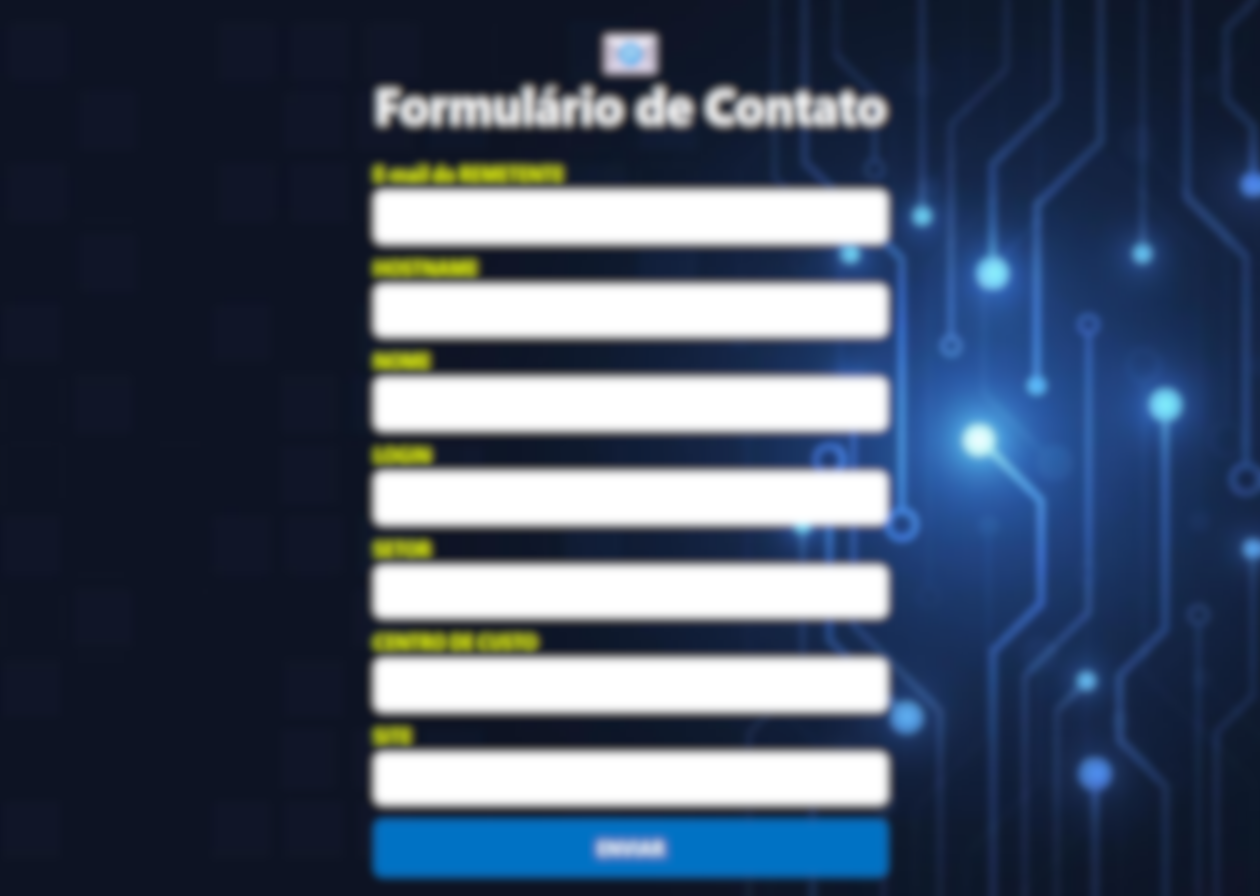 Formulário de Contato
E-mail do REMETENTE
HOSTNAME
NOME
LOGIN
SETOR
CENTRO DE CUSTO
SITE
ENVIAR